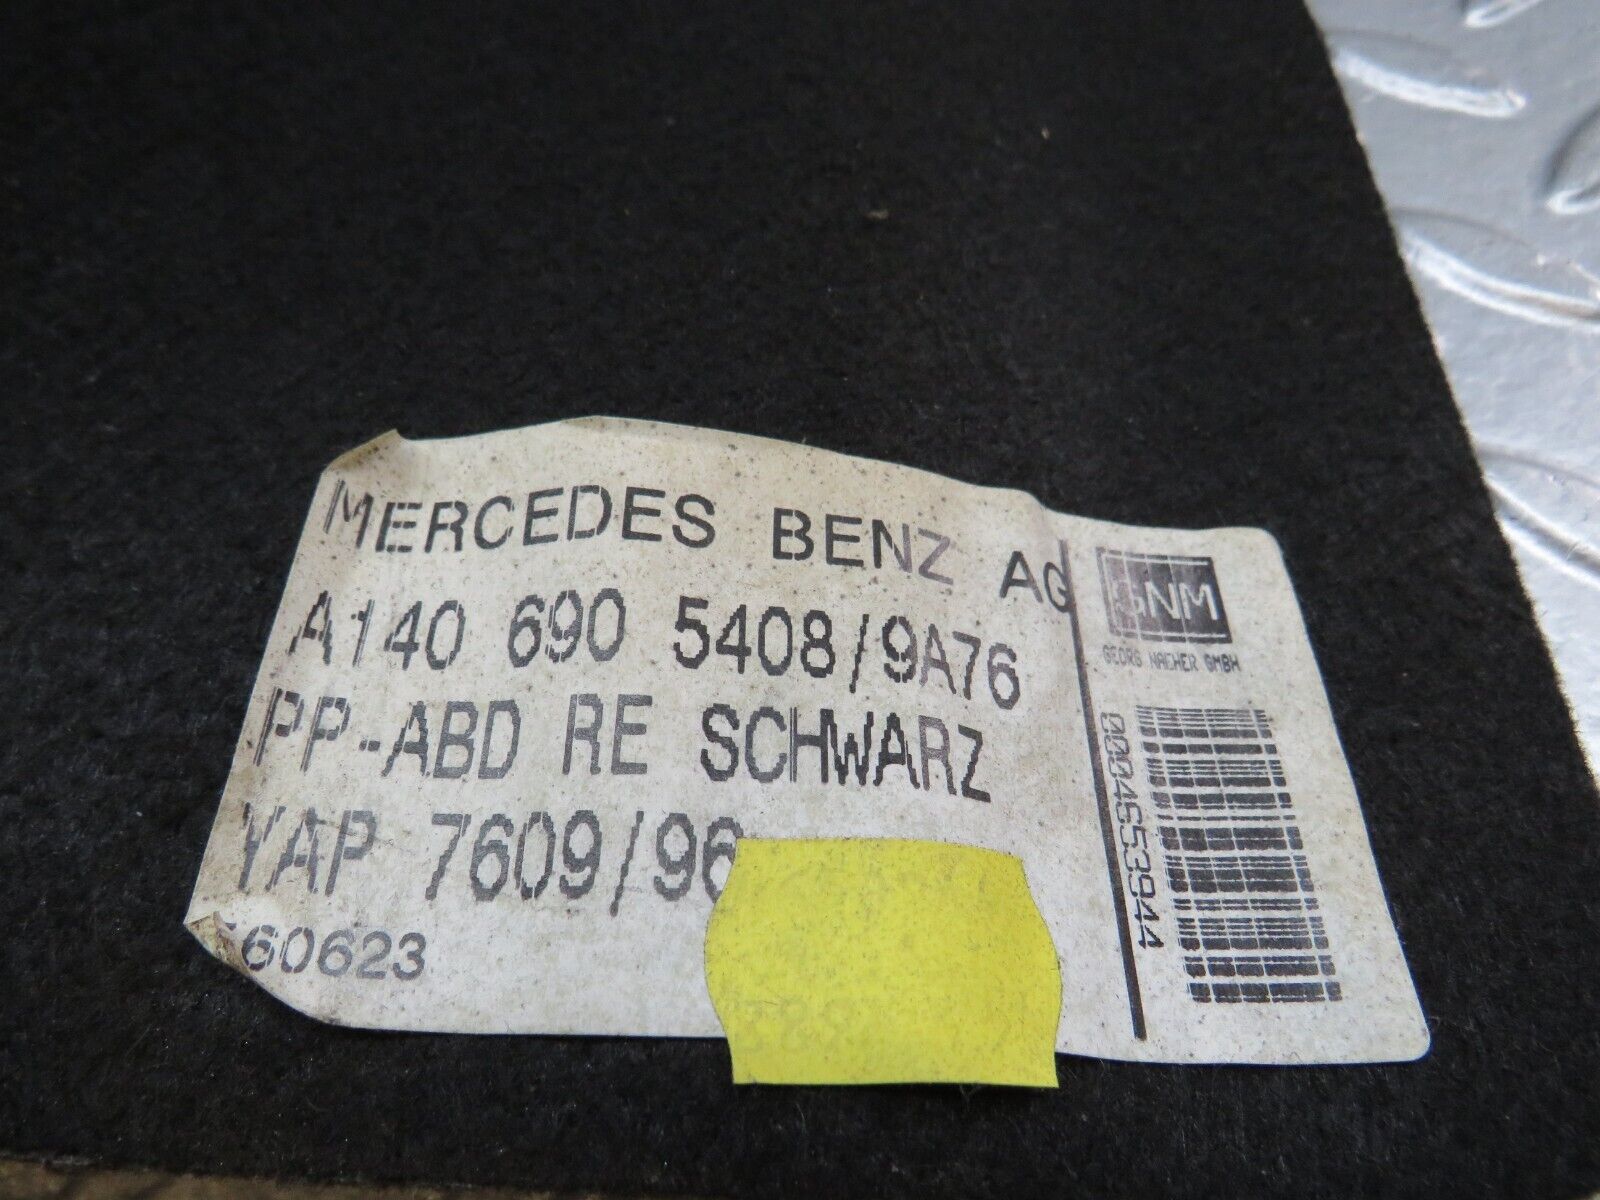 MERCEDES BENZ AG
A140 690 5408/9A76
PP-ABD RE SCHWARZ
YAP 7609/96
60623
GNM
GEORG NAEHER GMBH